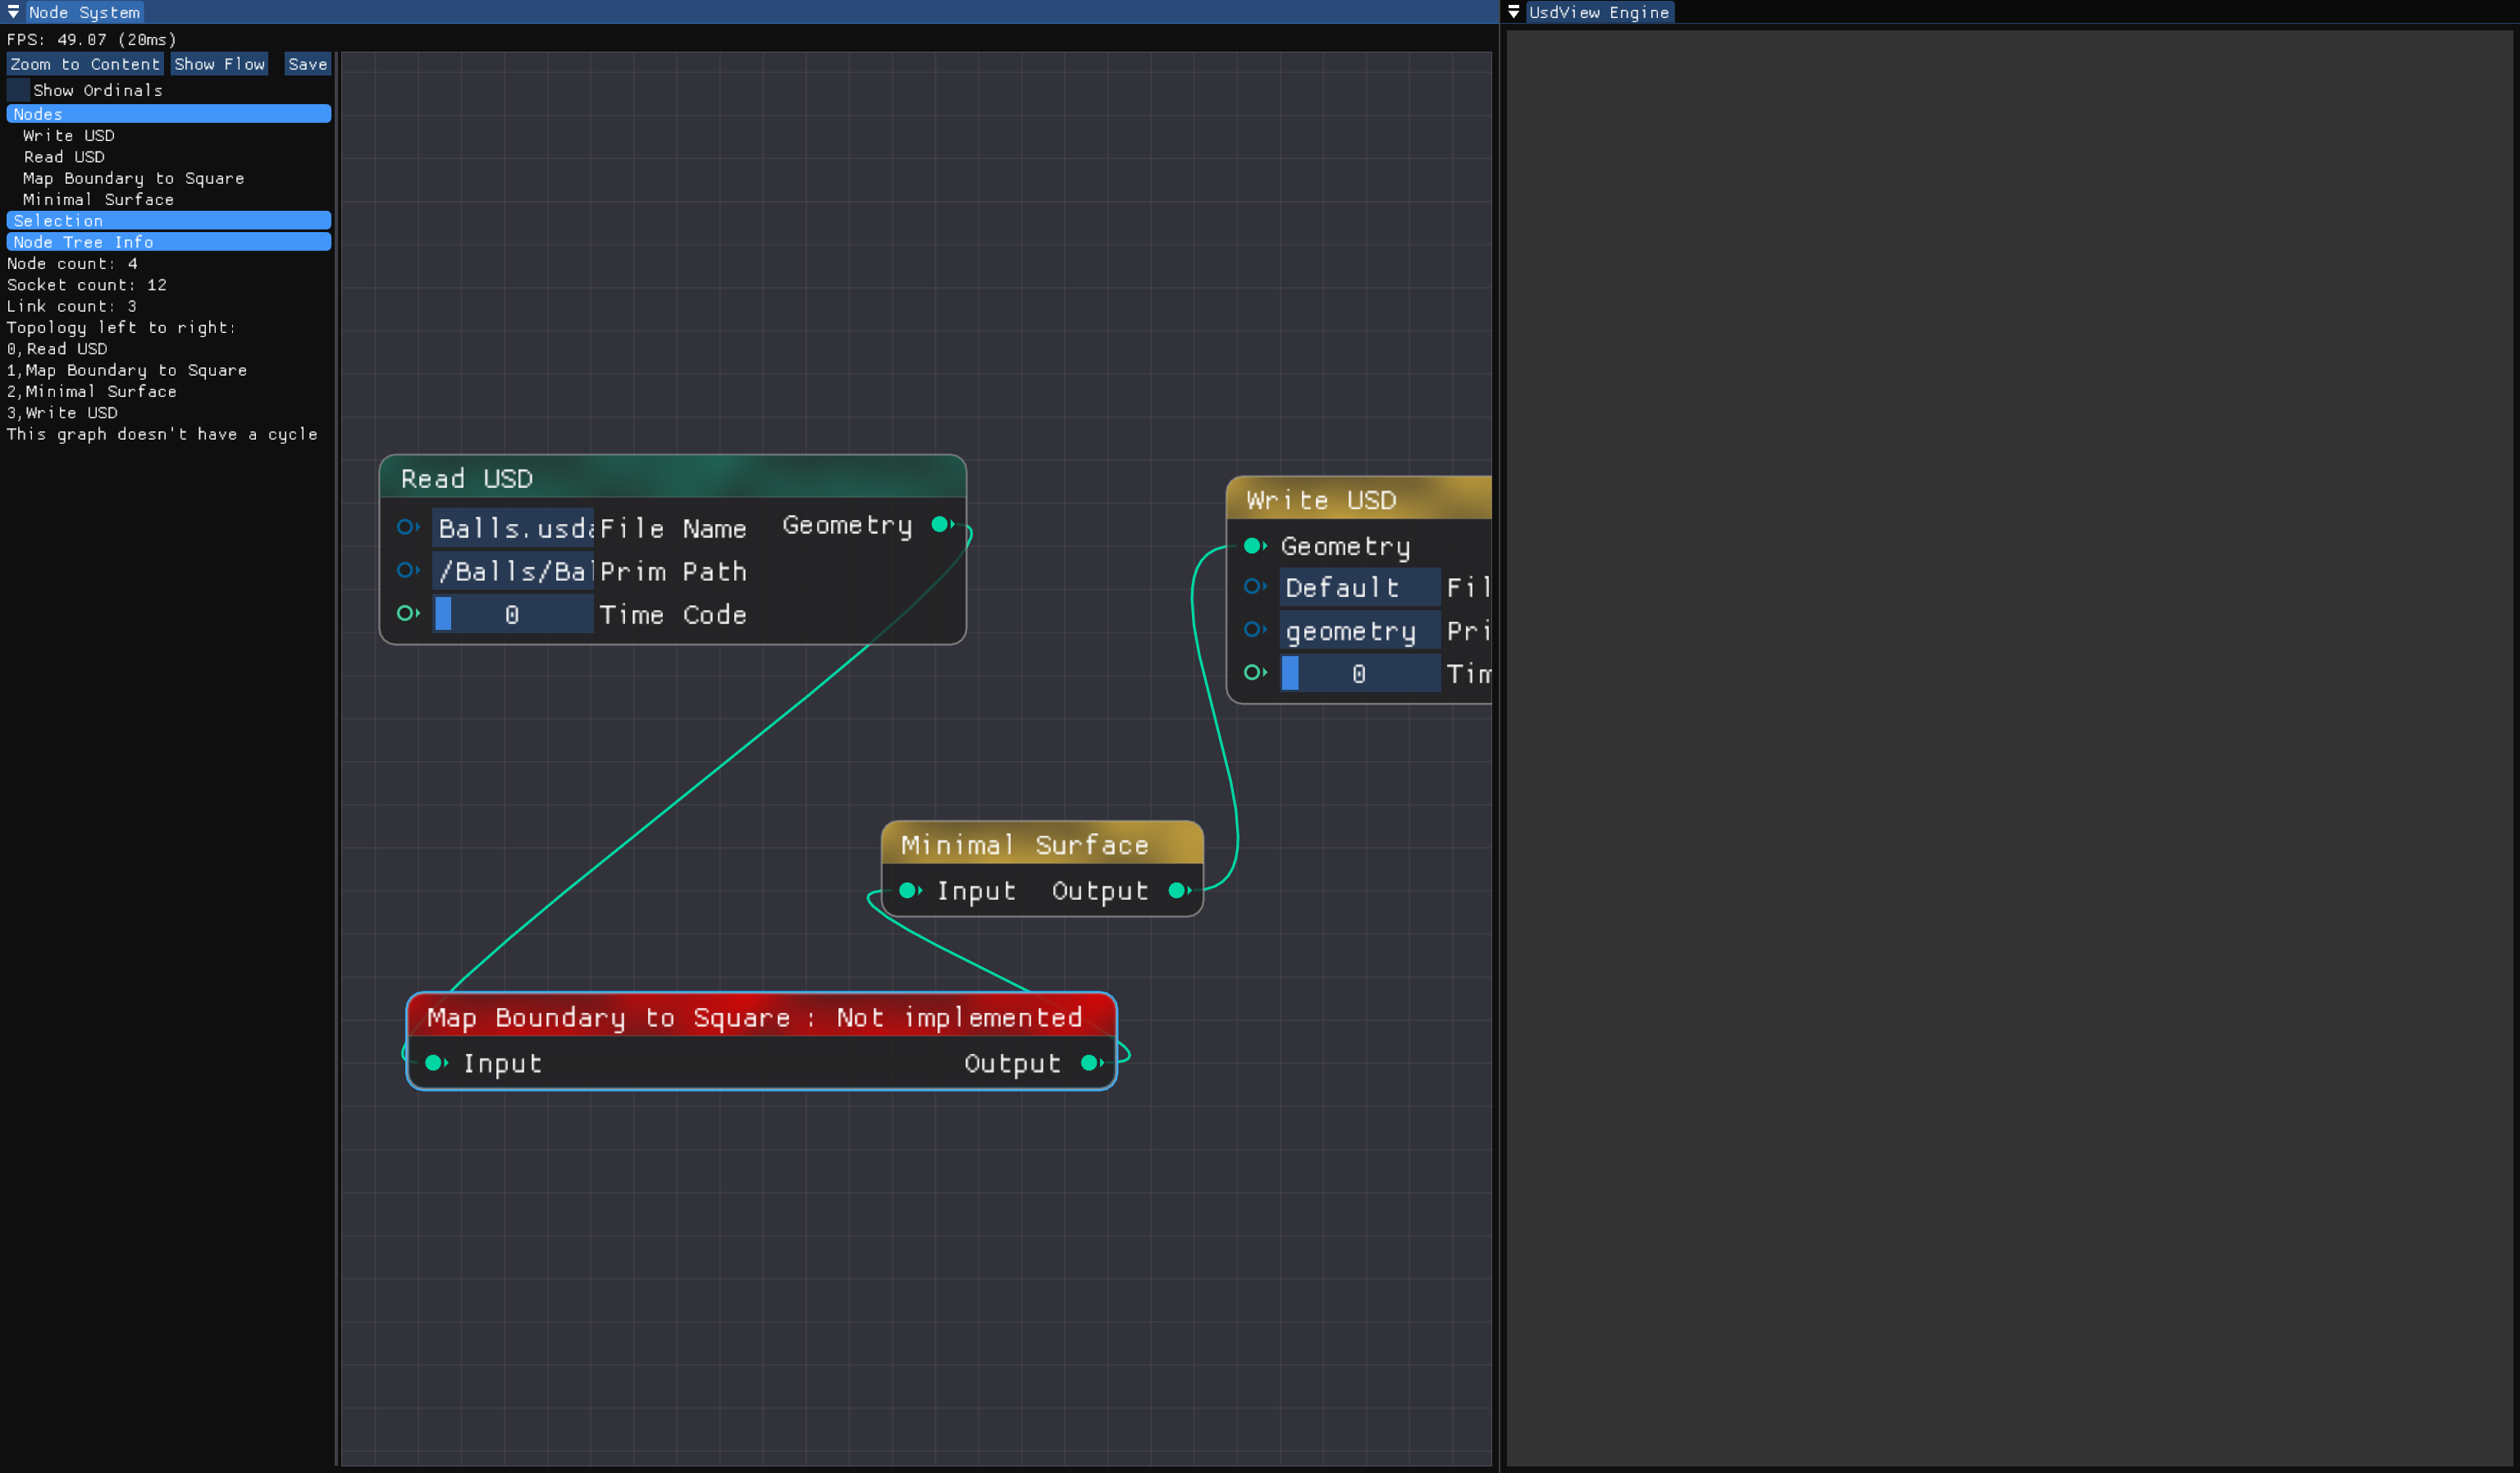 Node System
FPS: 49.07 (20ms)
Zoom to Content Show Flow Save
Show Ordinals
Nodes
Write USD
Read USD
Map Boundary to Square
Minimal Surface
Selection
Node Tree Info
Node count: 4
Socket count: 12
Link count: 3
Topology left to right:
0,Read USD
1,Map Boundary to Square
2,Minimal Surface
3,Write USD
This graph doesn't have a cycle
Read USD
Balls.usda File Name Geometry
/Balls/Bal Prim Path
0 Time Code
Write USD
Geometry
Default Fil
geometry Pri
0 Tim
Minimal Surface
Input Output
Map Boundary to Square : Not implemented
Input Output
UsdView Engine